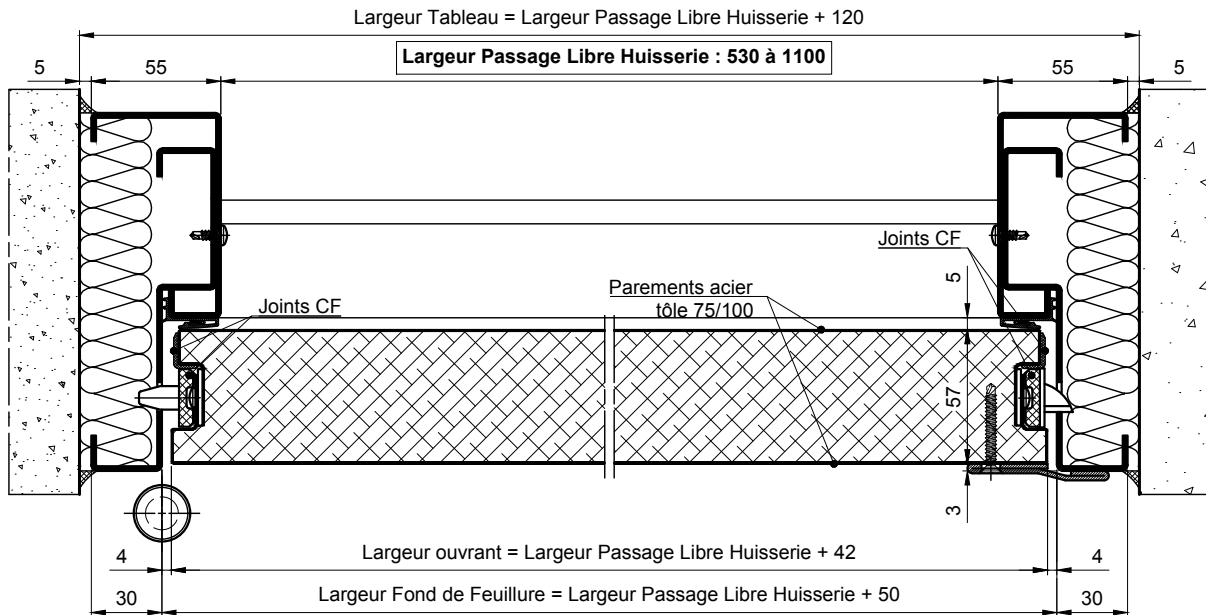 Largeur Tableau = Largeur Passage Libre Huisserie + 120
Largeur Passage Libre Huisserie : 530 à 1100
5
55
55
5
Joints CF
5
Joints CF
Parements acier
tôle 75/100
57
3
4
Largeur ouvrant = Largeur Passage Libre Huisserie + 42
4
30
Largeur Fond de Feuillure = Largeur Passage Libre Huisserie + 50
30